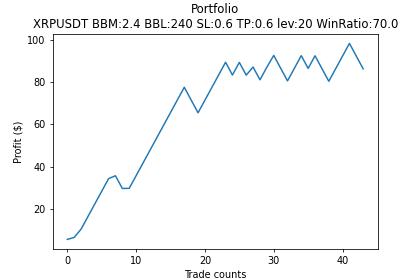 Portfolio
XRPUSDT BBM:2.4 BBL:240 SL:0.6 TP:0.6 lev:20 WinRatio:70.0
Profit ($)
100
80
60
40
20
0 10 20 30 40
Trade counts